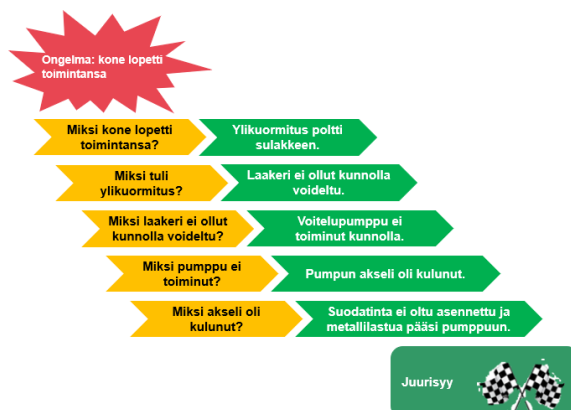 Ongelma: kone lopetti
toimintansa
Miksi kone lopetti
toimintansa?
Ylikuormitus poltti
sulakkeen.
Miksi tuli
ylikuormitus?
Laakeri ei ollut kunnolla
voideltu.
Miksi laakeri ei ollut
kunnolla voideltu?
Voitelupumppu ei
toiminut kunnolla.
Miksi pumppu ei
toiminut?
Pumpun akseli oli kulunut.
Miksi akseli oli
kulunut?
Suodatinta ei oltu asennettu ja
metallilastua pääsi pumppuun.
Juurisyy